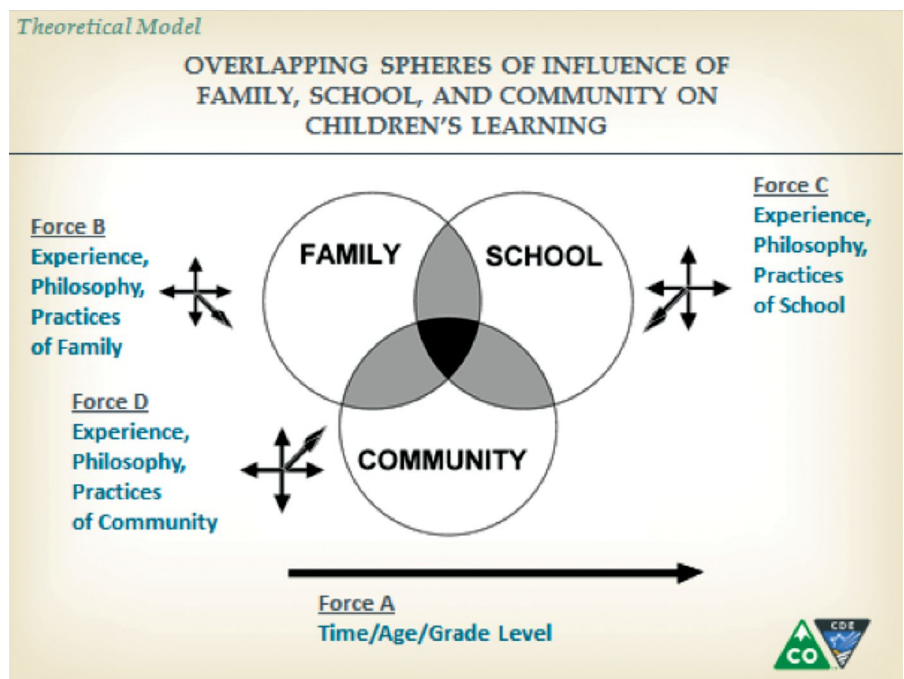 Theoretical Model
OVERLAPPING SPHERES OF INFLUENCE OF
FAMILY, SCHOOL, AND COMMUNITY ON
CHILDREN'S LEARNING
Force B
Experience,
Philosophy,
Practices
of Family
FAMILY
SCHOOL
Force C
Experience,
Philosophy,
Practices
of School
Force D
Experience,
Philosophy,
Practices
of Community
COMMUNITY
Force A
Time/Age/Grade Level
CO
CDE